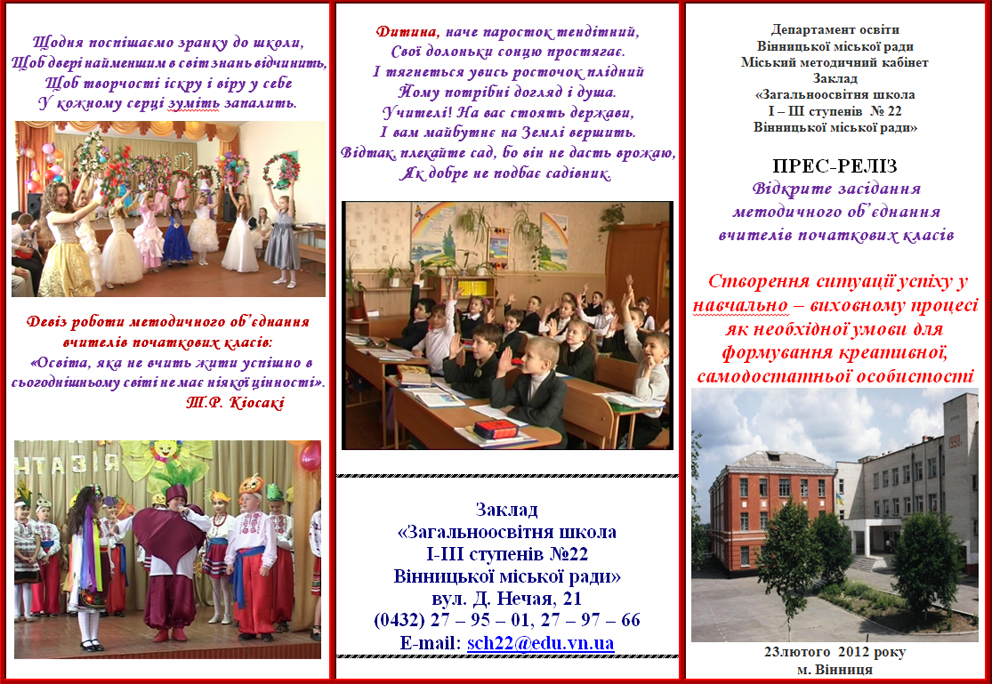 Щодня поспішаємо зранку до школи,
Щоб двері найменшим в світ знань відчинить,
Щоб творчості іскру і віру у себе
У кожному серці зуміть запалить.
Девіз роботи методичного об’єднання
вчителів початкових класів:
«Освіта, яка не вчить жити успішно в
сьогоднішньому світі не має ніякої цінності».
Т.Р. Кіосакі
Дитина, наче паросток тендітний,
Свої долоньки сонцю простягає.
І тягнеться увись росточок плідний
Йому потрібні догляд і душа.
Учителі! На вас стоять держави,
І вам майбутнє на Землі вершить.
Відтак, плекайте сад, бо він не дасть врожаю,
Як добре не подбає садівник.
Заклад
«Загальноосвітня школа
І-ІІІ ступенів №22
Вінницької міської ради»
вул. Д. Нечая, 21
(0432) 27 – 95 – 01, 27 – 97 – 66
E-mail: sch22@edu.vn.ua
Департамент освіти
Вінницької міської ради
Міський методичний кабінет
Заклад
«Загальноосвітня школа
І – ІІІ ступенів № 22
Вінницької міської ради»
ПРЕС-РЕЛІЗ
Відкрите засідання
методичного об’єднання
вчителів початкових класів
Створення ситуації успіху у
навчально – виховному процесі
як необхідної умови для
формування креативної,
самодостатньої особистості
1990
23лютого 2012 року
м. Вінниця